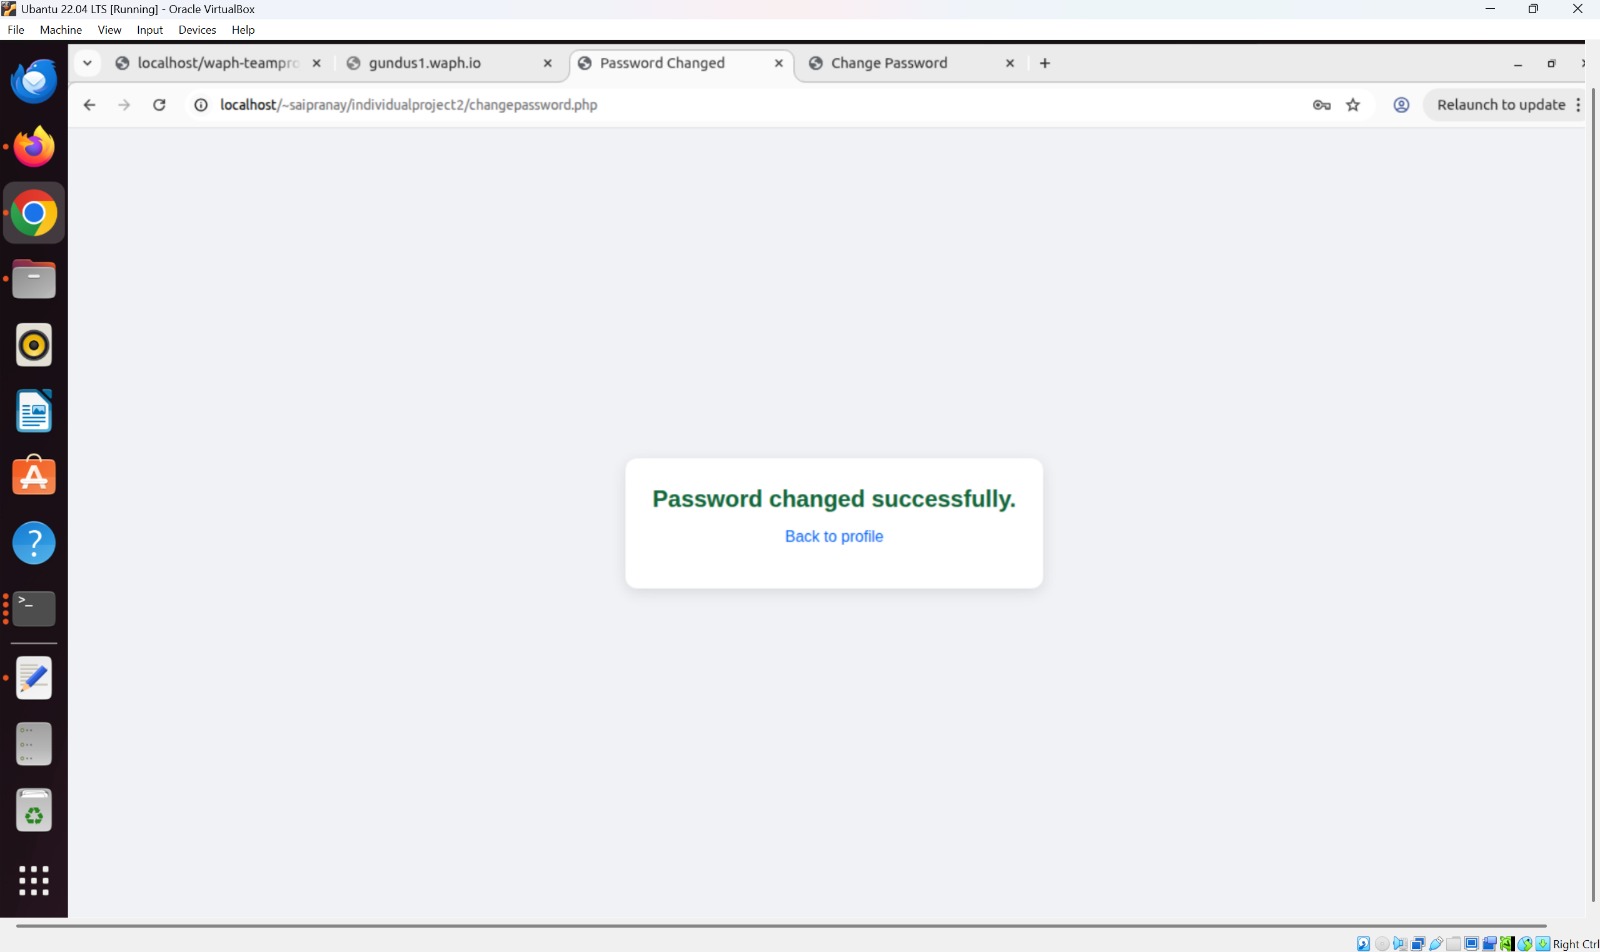 Ubantu 22.04 LTS [Running] - Oracle VirtualBox
File Machine View Input Devices Help
localhost/waph-teampro
gundus1.waph.io
Password Changed
Change Password
localhost/~saipranay/individualproject2/changepassword.php
Relaunch to update
Password changed successfully.
Back to profile
Right Ctrl